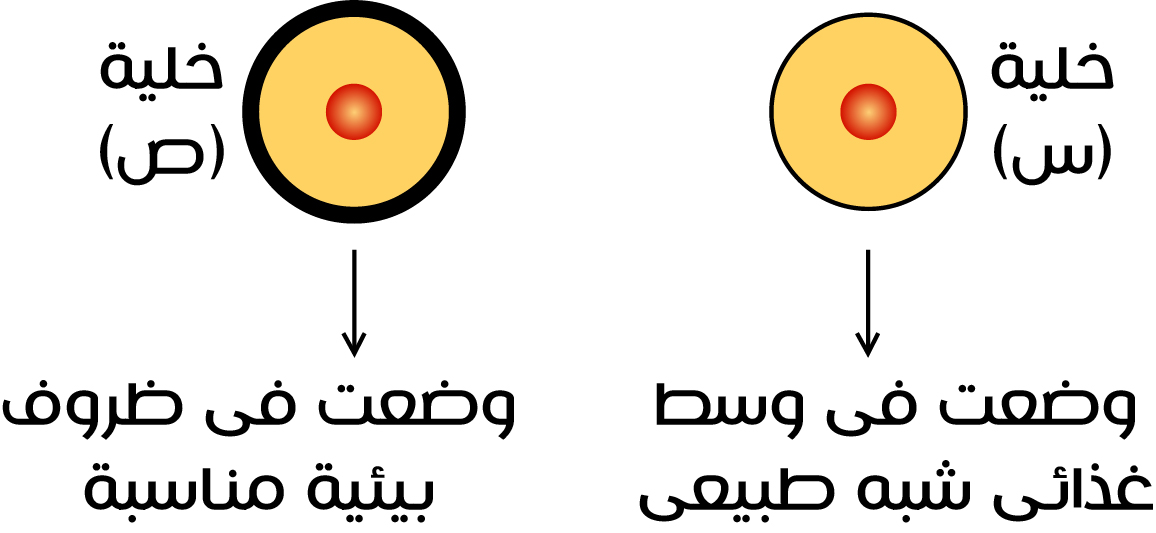 خلية
(س)
خلية
(ص)
وضعت فى وسط
غذائى شبه طبيعى
وضعت فى ظروف
بيئية مناسبة